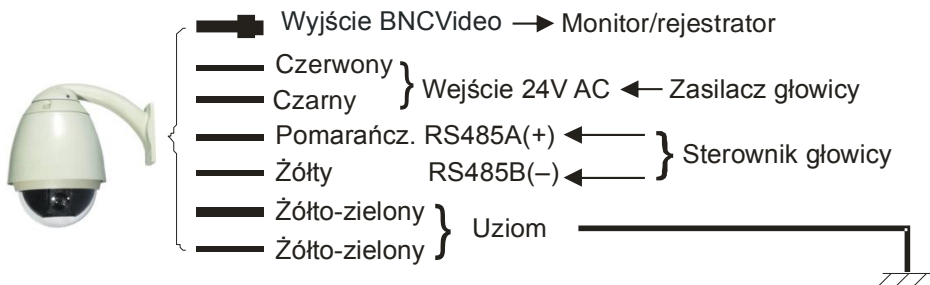 Wyjście BNCVideo Monitor/rejestrator
Czerwony
Czarny
Wejście 24V AC Zasilacz głowicy
Pomarańcz. RS485A(+)
Żółty RS485B(–)
Sterownik głowicy
Żółto-zielony
Żółto-zielony
Uziom